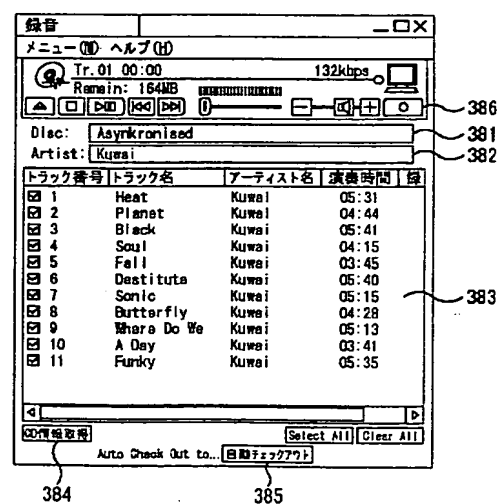 録音
メニュー(M) ヘルプ(H)
Tr.01 00:00 132kbps
Remain: 164MB
386
Disc: Asynkronised 381
Artist: Kuwai 382
トラック番号 トラック名 アーティスト名 演奏時間 録
1 Heat Kuwai 05:31
2 Planet Kuwai 04:44
3 Black Kuwai 05:41
4 Soul Kuwai 04:15
5 Fall Kuwai 03:45
6 Destitute Kuwai 05:40
7 Sonic Kuwai 05:15
383
8 Butterfly Kuwai 04:28
9 Where Do We Kuwai 05:13
10 A Day Kuwai 03:41
11 Funky Kuwai 05:35
CD情報取得 Select All Clear All
Auto Check Out to... 自動チェックアウト
384 385